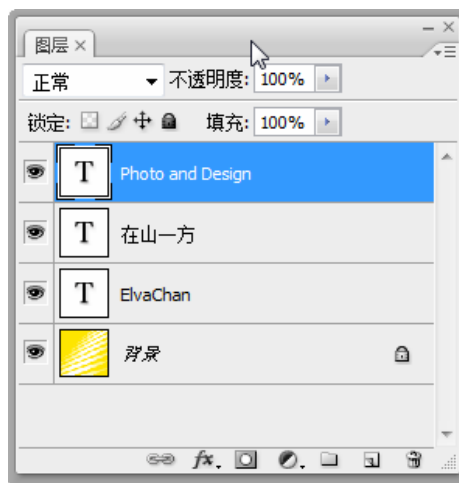 图层 ×
正常 不透明度: 100%
锁定: 填充: 100%
T Photo and Design
T 在山一方
T ElvaChan
背景
fx.